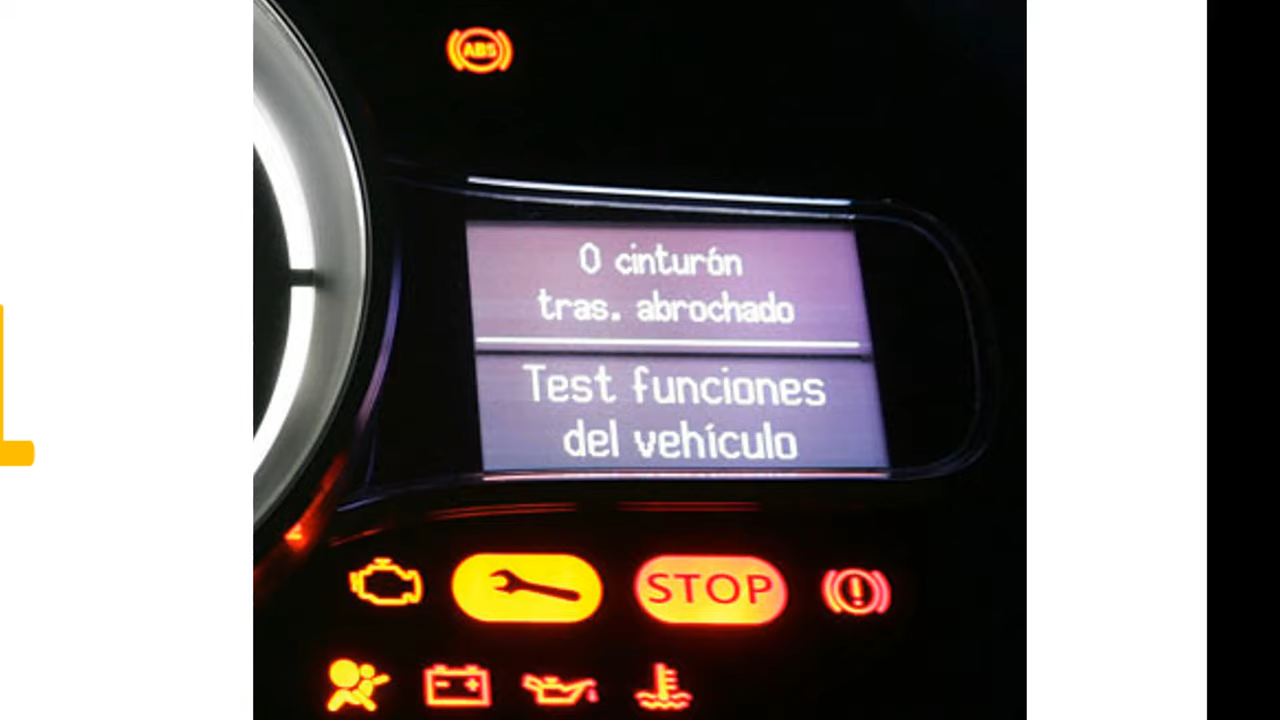 ABS
0 cinturón
tras. abrochado
Test funciones
del vehículo
STOP